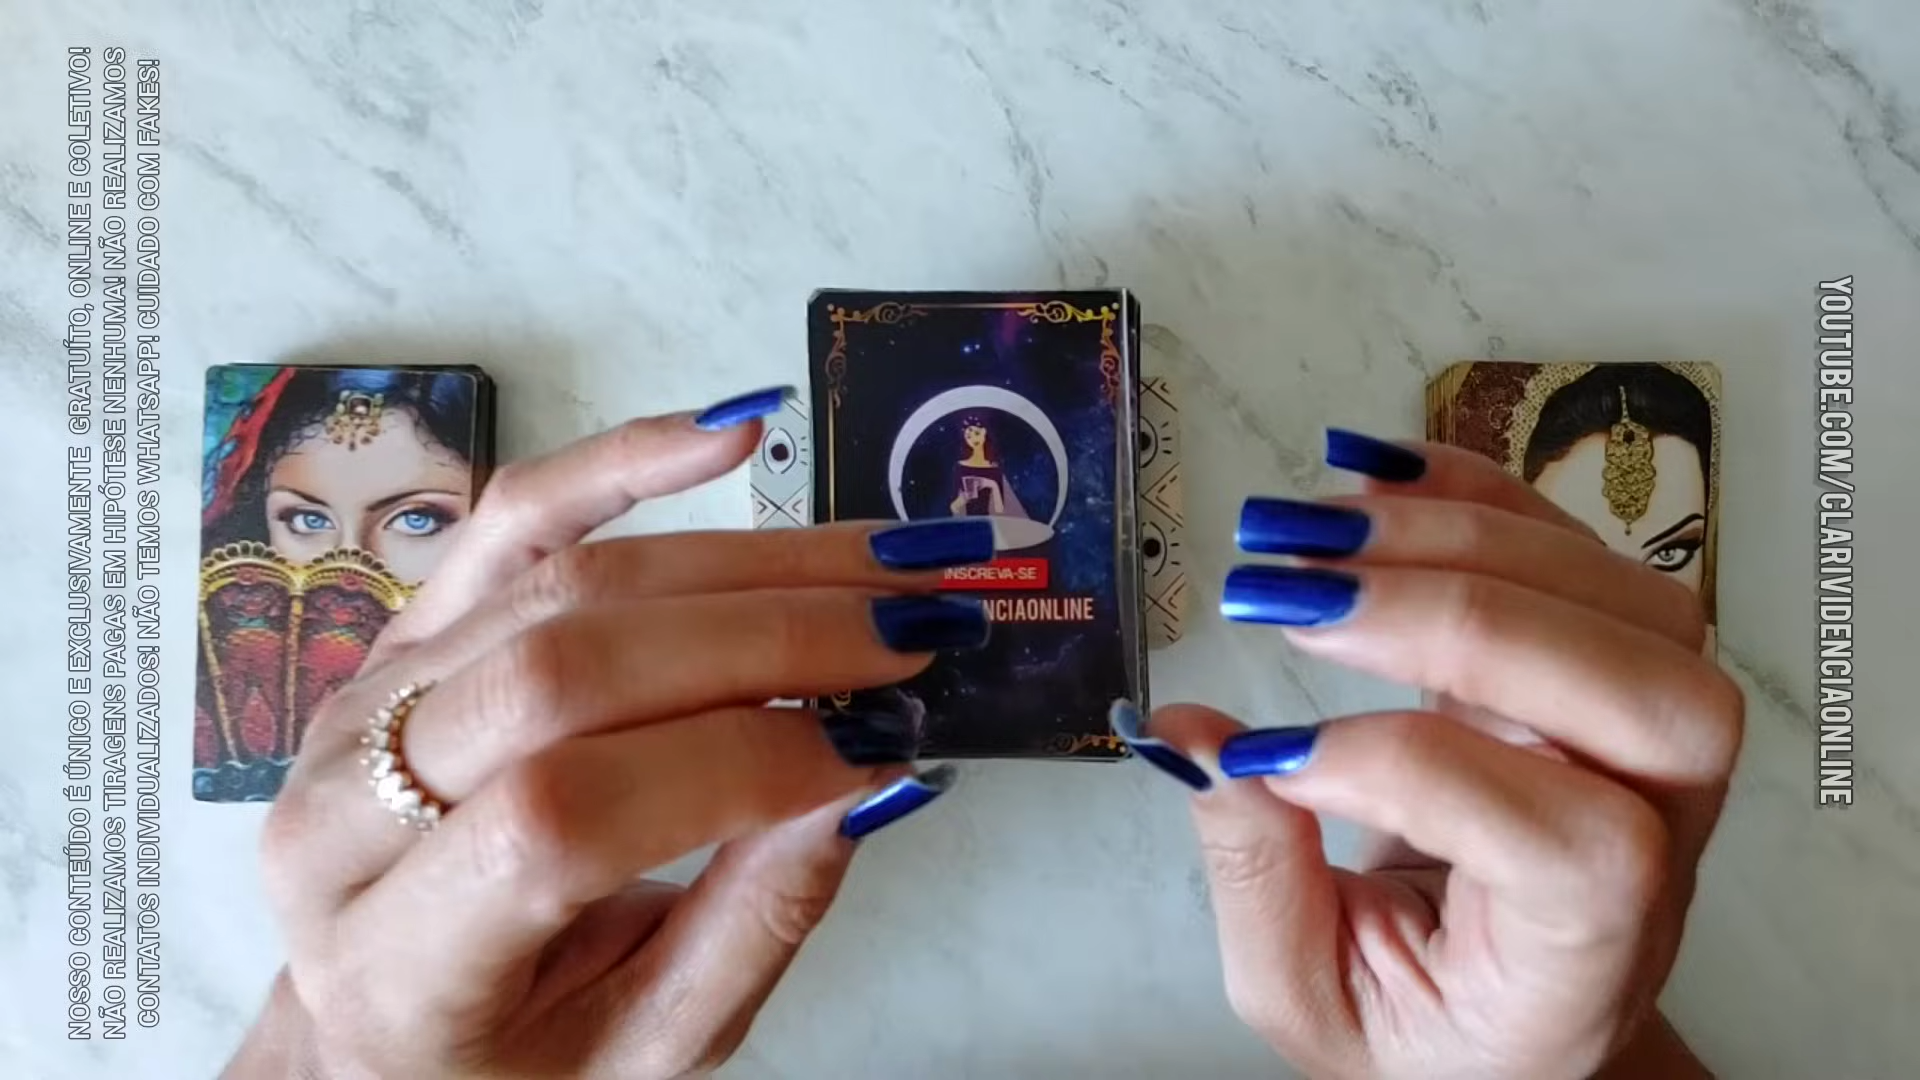 NOSSO CONTEÚDO É ÚNICO E EXCLUSIVAMENTE GRATUÍTO, ONLINE E COLETIVO!
NÃO REALIZAMOS TIRAGENS PAGAS EM HIPÓTESE NENHUMA! NÃO REALIZAMOS
CONTATOS INDIVIDUALIZADOS! NÃO TEMOS WHATSAPP! CUIDADO COM FAKES!
INSCREVA-SE
ENCIAONLINE
YOUTUBE.COM/CLARIVIDENCIAONLINE